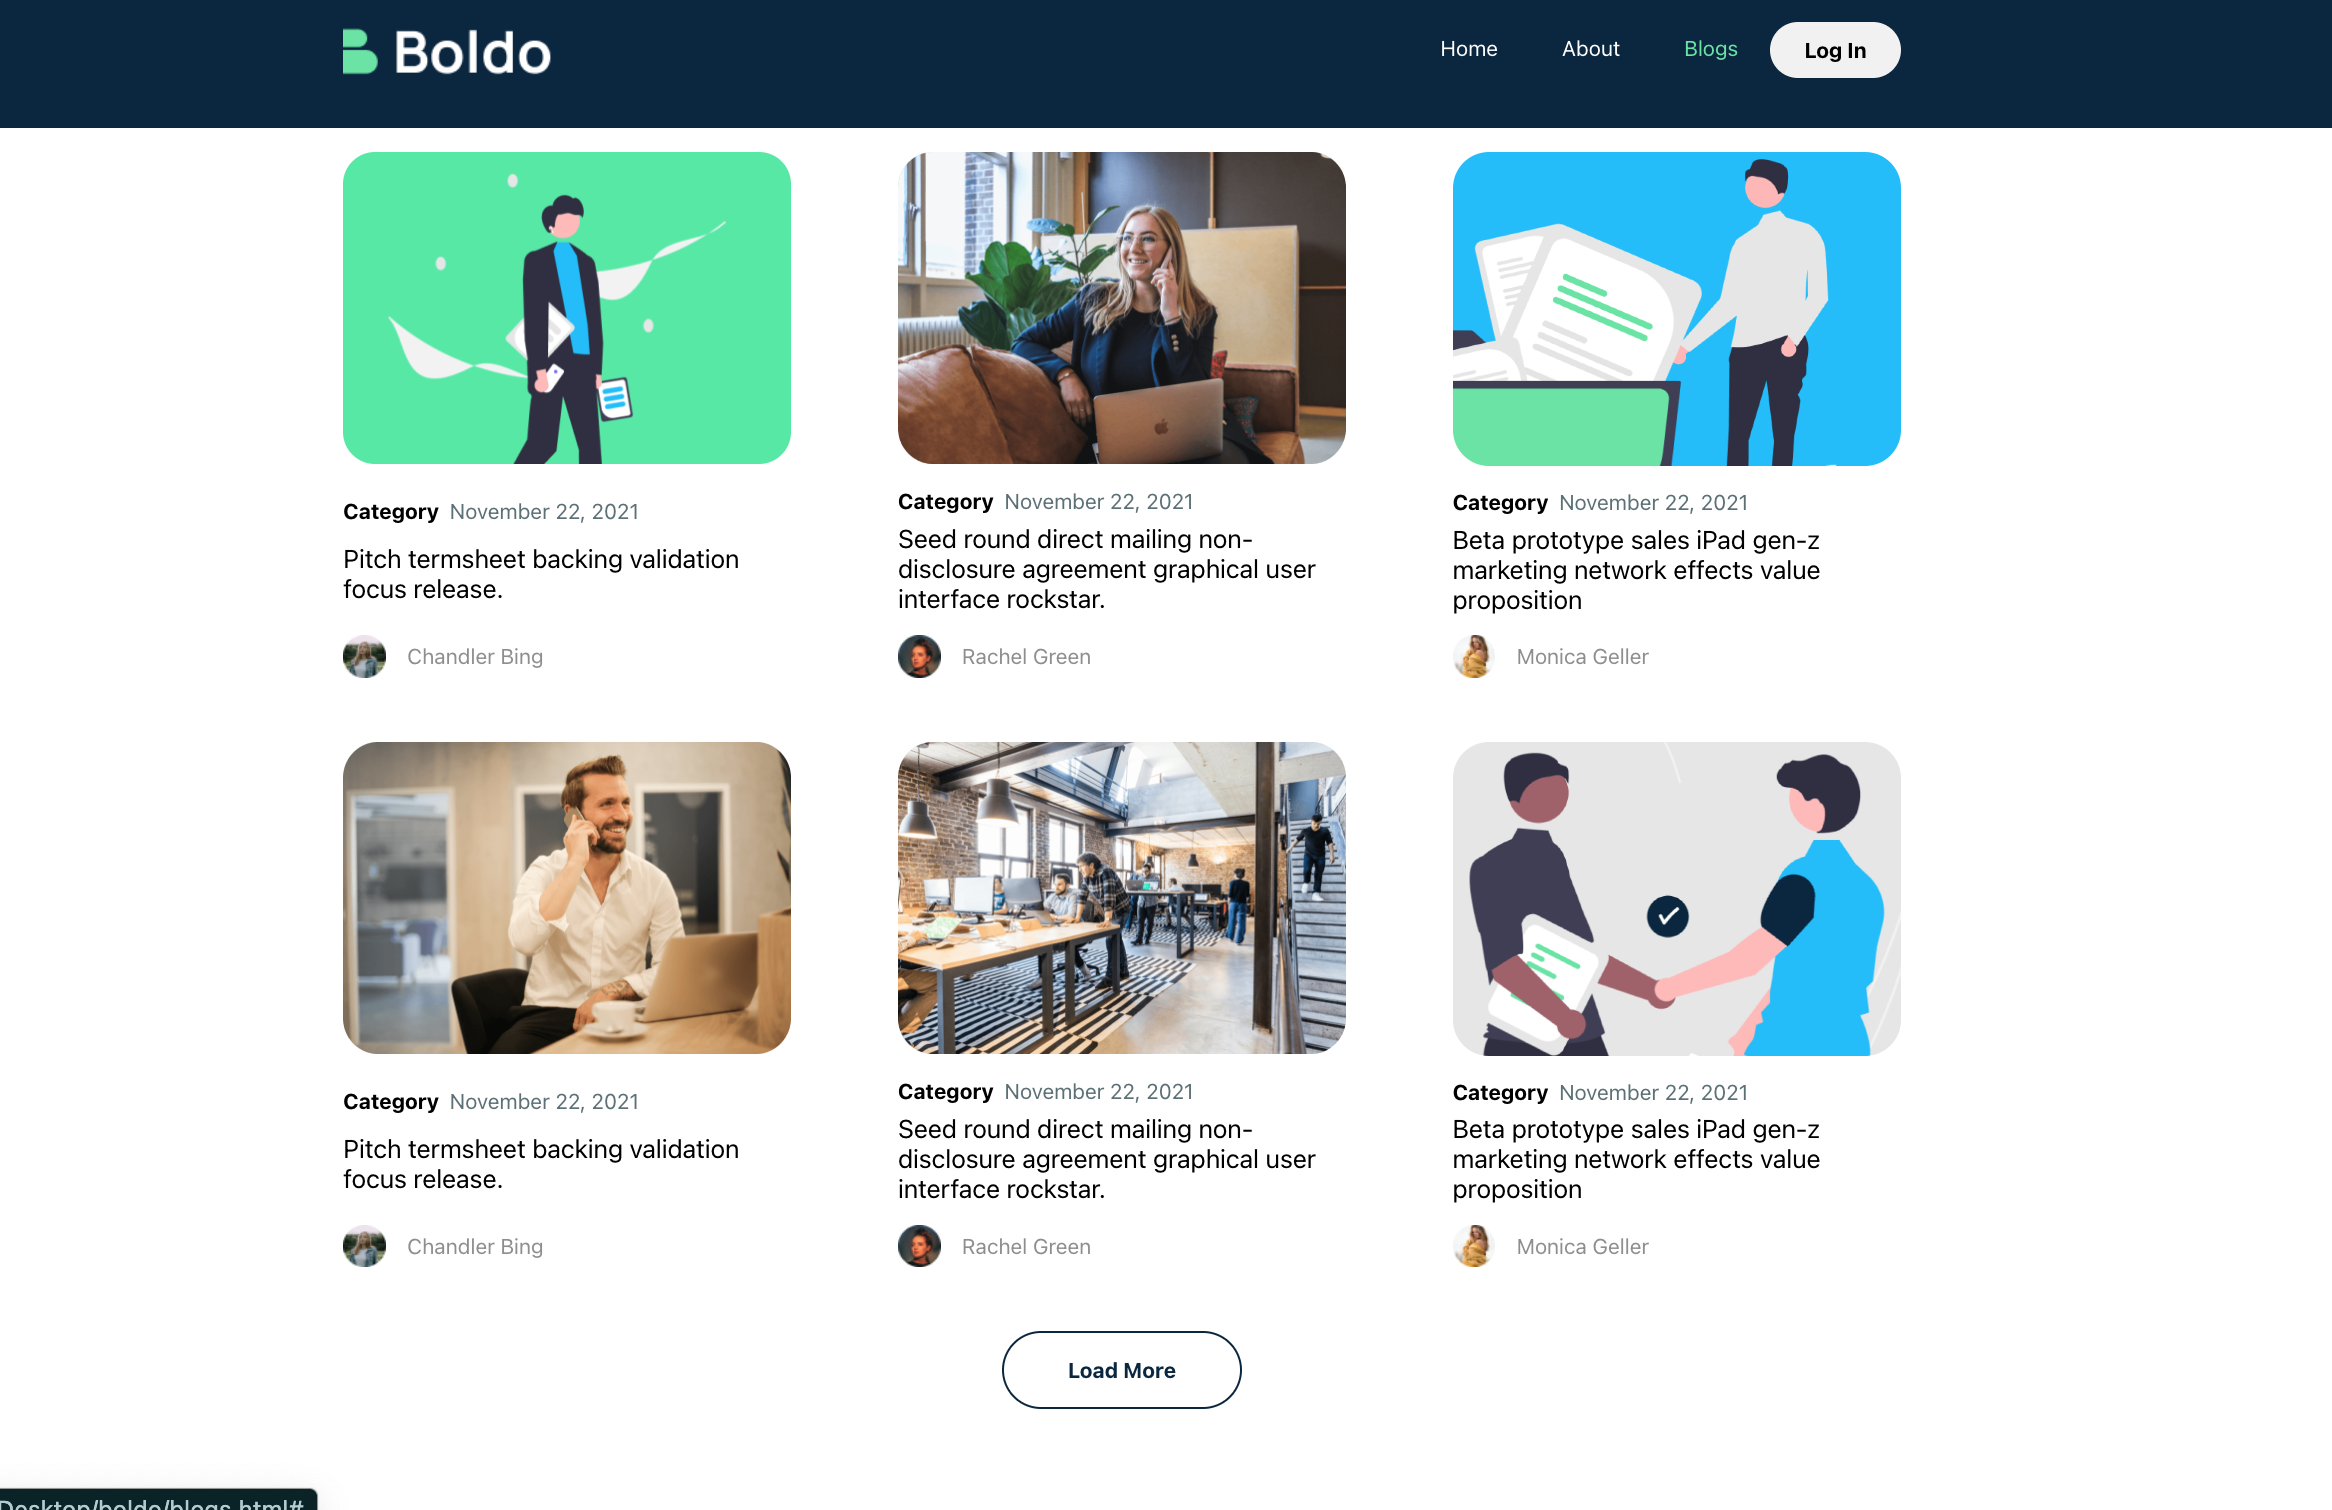 Boldo
Home
About
Blogs
Log In
Category November 22, 2021
Pitch termsheet backing validation
focus release.
Chandler Bing
Category November 22, 2021
Seed round direct mailing non-
disclosure agreement graphical user
interface rockstar.
Rachel Green
Category November 22, 2021
Beta prototype sales iPad gen-z
marketing network effects value
proposition
Monica Geller
Category November 22, 2021
Pitch termsheet backing validation
focus release.
Chandler Bing
Category November 22, 2021
Seed round direct mailing non-
disclosure agreement graphical user
interface rockstar.
Rachel Green
Category November 22, 2021
Beta prototype sales iPad gen-z
marketing network effects value
proposition
Monica Geller
Load More
Desktop/boldo/blogs.html#